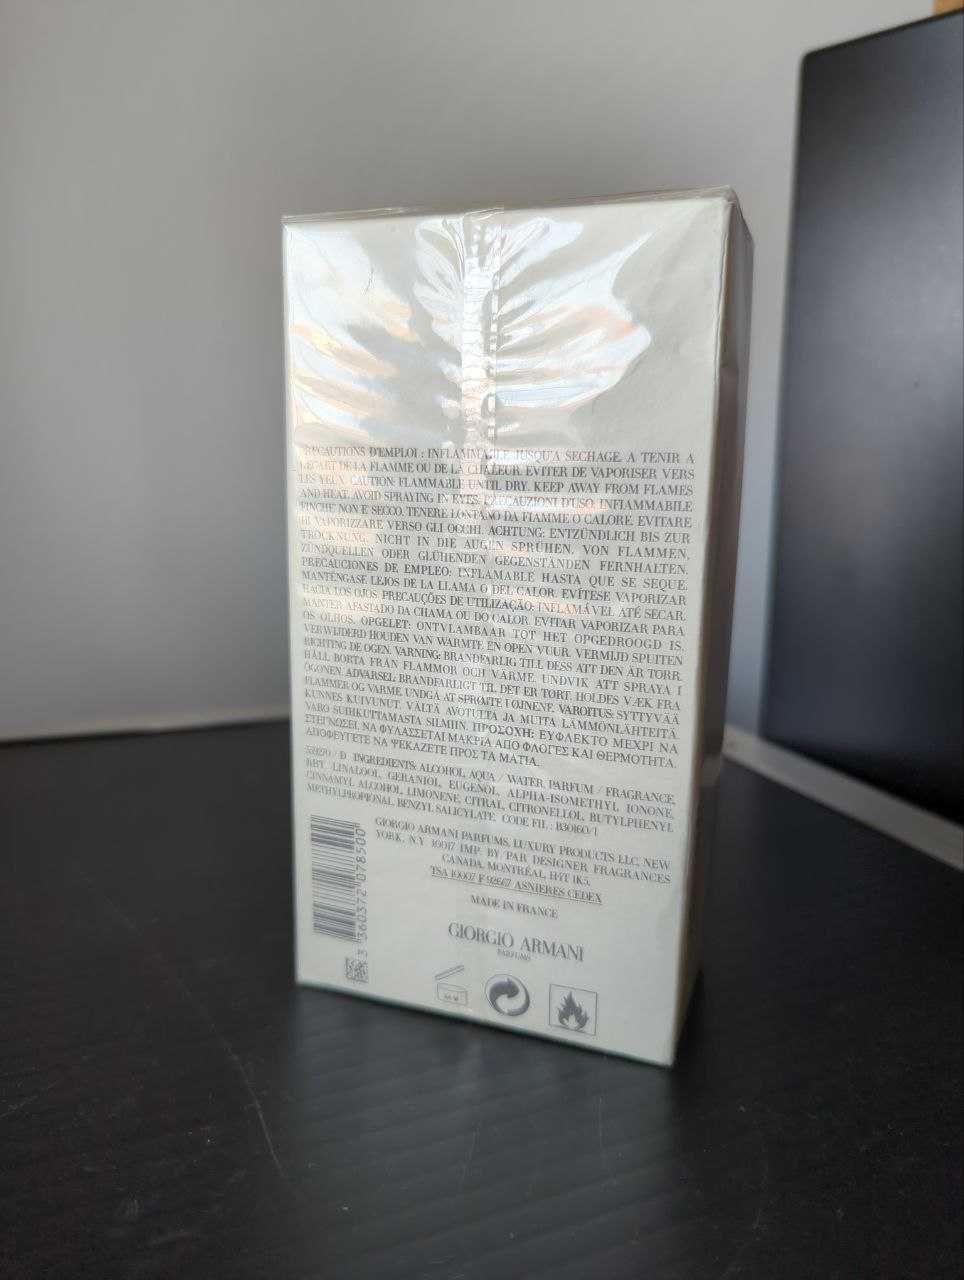 PRECAUTIONS D'EMPLOI : INFLAMMABLE JUSQU'A SECHAGE. A TENIR A
L'ECART DE LA FLAMME OU DE LA CHALEUR. EVITER DE VAPORISER VERS
LES YEUX. CAUTION: FLAMMABLE UNTIL DRY. KEEP AWAY FROM FLAMES
AND HEAT. AVOID SPRAYING IN EYES. PRECAUZIONI D'USO: INFIAMMABILE
FINCHE NON E' SECCO. TENERE LONTANO DA FIAMME O CALORE. EVITARE
DI VAPORIZZARE VERSO GLI OCCHI. ACHTUNG: ENTZÜNDLICH BIS ZUR
TROCKNUNG. NICHT IN DIE AUGEN SPRÜHEN. VON FLAMMEN,
ZÜNDQUELLEN ODER GLÜHENDEN GEGENSTÄNDEN FERNHALTEN.
PRECAUCIONES DE EMPLEO: INFLAMABLE HASTA QUE SE SEQUE.
MANTÉNGASE LEJOS DE LA LLAMA O DEL CALOR. EVÍTESE VAPORIZAR
HACIA LOS OJOS. PRECAUÇÕES DE UTILIZAÇÃO: INFLAMÁVEL ATÉ SECAR.
MANTER AFASTADO DA CHAMA OU DO CALOR. EVITAR VAPORIZAR PARA
OS OLHOS. OPGELET: ONTVLAMBAAR TOT HET OPGEDROOGD IS.
VERWIJDERD HOUDEN VAN WARMTE EN OPEN VUUR. VERMIJD SPUITEN
RICHTING DE OGEN. VARNING: BRANDFARLIG TILL DESS ATT DEN ÄR TORR.
HÅLL BORTA FRÅN FLAMMOR OCH VÄRME. UNDVIK ATT SPRAYA I
ÖGONEN. ADVARSEL: BRANDFARLIGT TIL DET ER TØRT. HOLDES VÆK FRA
FLAMMER OG VARME. UNDGÅ AT SPRØJTE I ØJNENE. VAROITUS: SYTTYVÄÄ
KUNNES KUIVUNUT. VÄLTÄ AVOTULTA JA MUITA LÄMMÖNLÄHTEITÄ.
VARO SUIHKUTTAMASTA SILMIIN. ΠΡΟΣΟΧΗ: ΕΥΦΛΕΚΤΟ ΜΕΧΡΙ ΝΑ
ΣΤΕΓΝΩΣΕΙ. ΝΑ ΦΥΛΑΣΣΕΤΑΙ ΜΑΚΡΙΑ ΑΠΟ ΦΛΟΓΕΣ ΚΑΙ ΘΕΡΜΟΤΗΤΑ.
ΑΠΟΦΕΥΓΕΤΕ ΝΑ ΨΕΚΑΖΕΤΕ ΠΡΟΣ ΤΑ ΜΑΤΙΑ.
INGREDIENTS: ALCOHOL, AQUA / WATER, PARFUM / FRAGRANCE,
BHT, LINALOOL, GERANIOL, EUGENOL, ALPHA-ISOMETHYL IONONE,
CINNAMYL ALCOHOL, LIMONENE, CITRAL, CITRONELLOL, BUTYLPHENYL
METHYLPROPIONAL, BENZYL SALICYLATE. CODE FIL : B30160/1
GIORGIO ARMANI PARFUMS, LUXURY PRODUCTS LLC, NEW
YORK, N.Y 10017 IMP. BY/PAR DESIGNER FRAGRANCES
CANADA, MONTRÉAL, H4T 1K5,
TSA 10007 F 92667 ASNIERES CEDEX
MADE IN FRANCE
GIORGIO ARMANI
PARFUMS
3 360372 078500